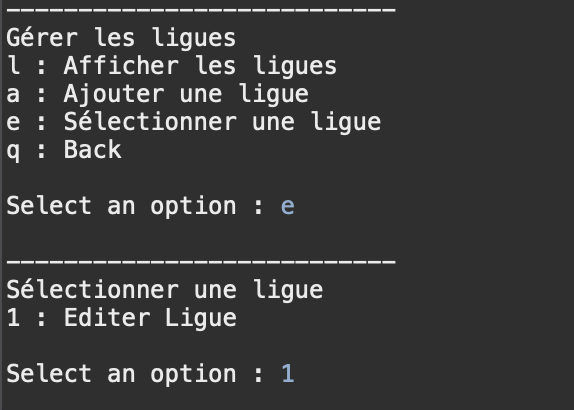 ---------------------------
Gérer les ligues
l : Afficher les ligues
a : Ajouter une ligue
e : Sélectionner une ligue
q : Back
Select an option : e
---------------------------
Sélectionner une ligue
1 : Editer Ligue
Select an option : 1